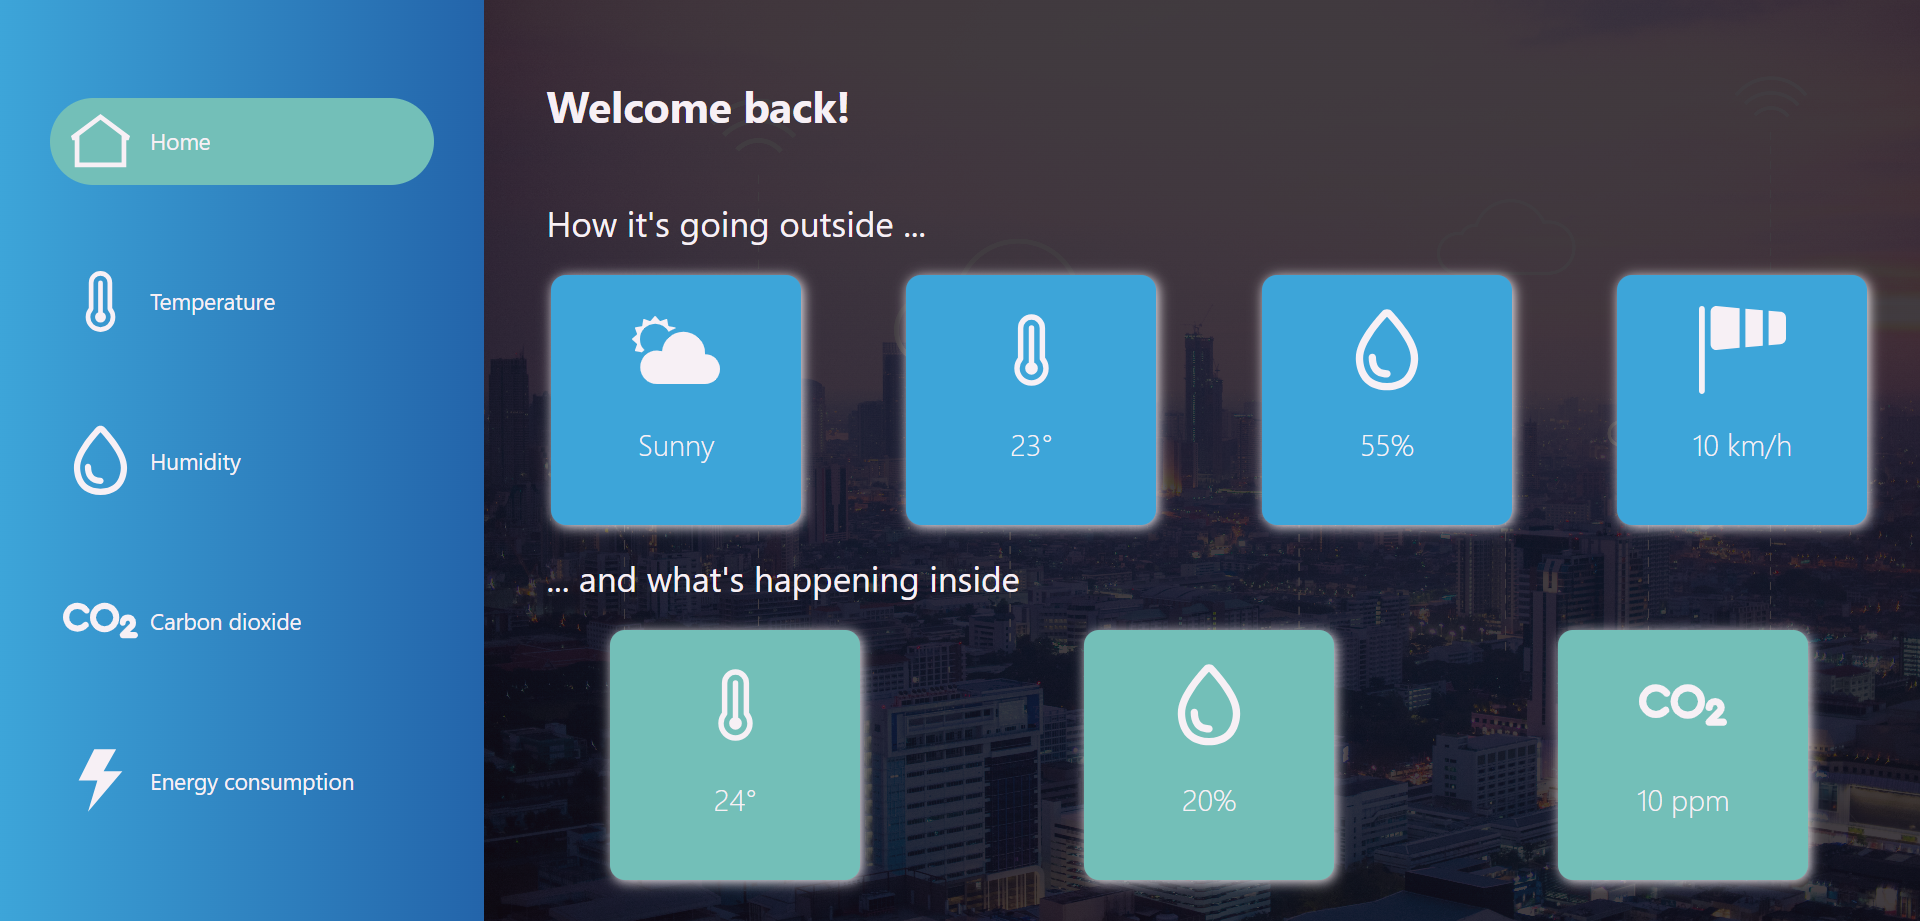 Home
Temperature
Humidity
CO2 Carbon dioxide
Energy consumption
Welcome back!
How it's going outside ...
Sunny
23°
55%
10 km/h
... and what's happening inside
24°
20%
CO2
10 ppm